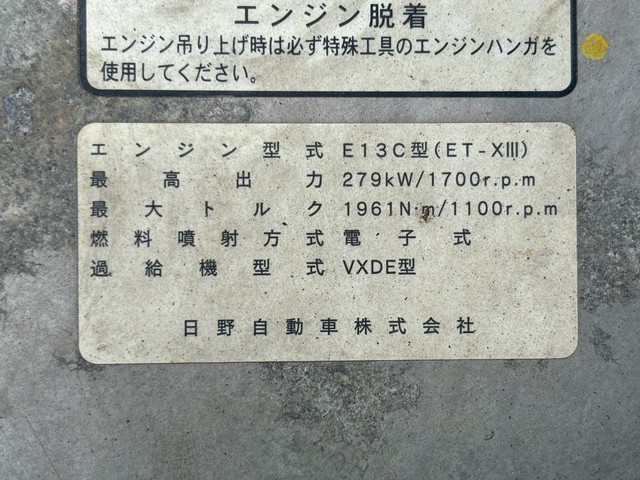 エンジン脱着
エンジン吊り上げ時は必ず特殊工具のエンジンハンガを
使用してください。
エンジン型式 E13C型(ET-XIII)
最高出力 279kW/1700r.p.m
最大トルク 1961N·m/1100r.p.m
燃料噴射方式 電子式
過給機型式 VXDE型
日野自動車株式会社